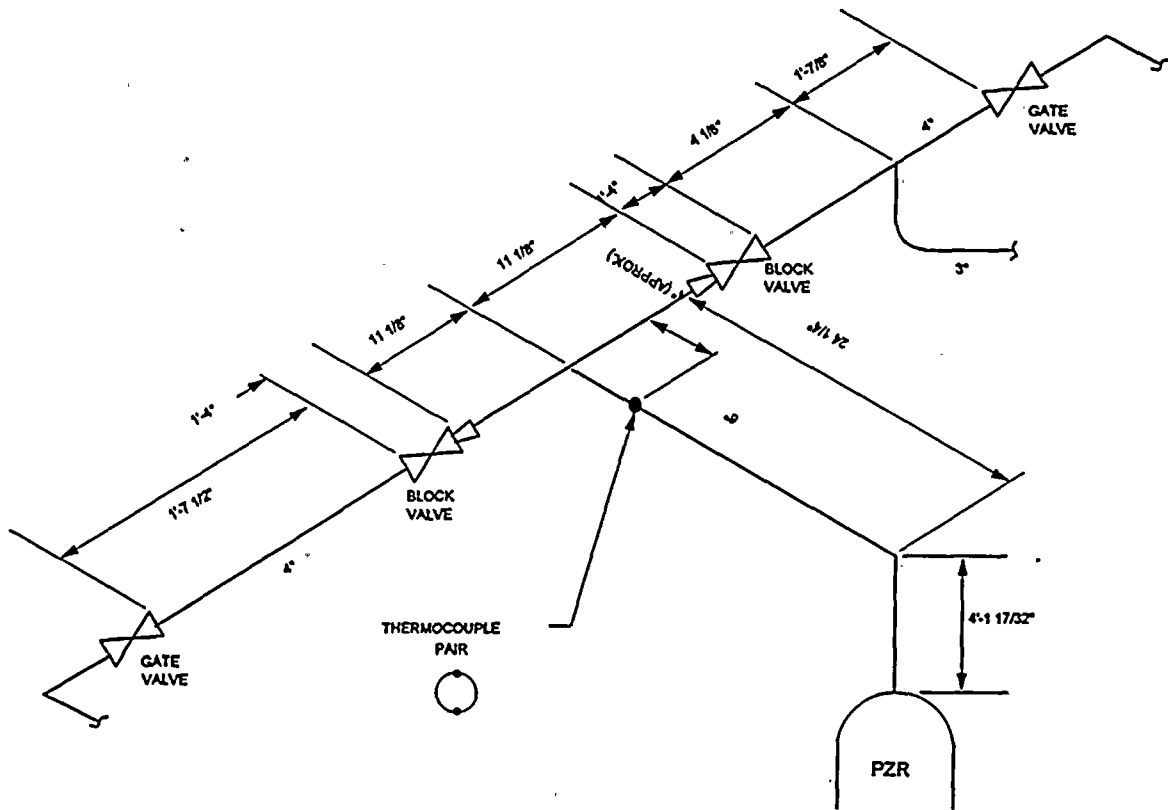 1'-7/8"
4"
GATE
VALVE
4 1/8"
1'-4"
11 1/8"
(APPROX.)
BLOCK
VALVE
3"
11 1/8"
24 1/4"
1'-4"
1'-7 1/2"
BLOCK
VALVE
4"
THERMOCOUPLE
PAIR
4'-1 17/32"
GATE
VALVE
PZR